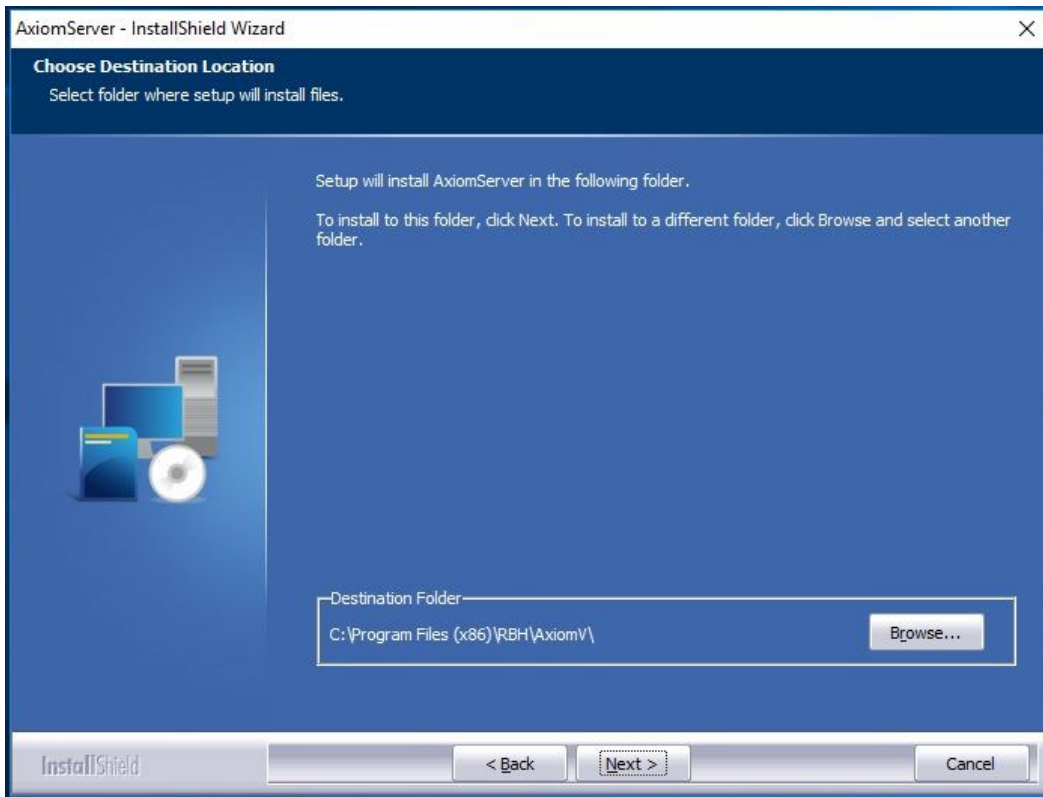 AxiomServer - InstallShield Wizard
Choose Destination Location
Select folder where setup will install files.
Setup will install AxiomServer in the following folder.
To install to this folder, click Next. To install to a different folder, click Browse and select another
folder.
Destination Folder
C:\Program Files (x86)\RBH\AxiomV\
Browse...
InstallShield
< Back
Next >
Cancel